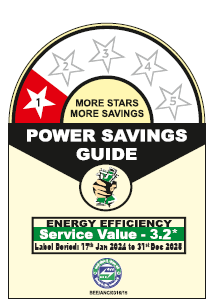 1 2 3 4 5
MORE STARS
MORE SAVINGS
POWER SAVINGS
GUIDE
ENERGY EFFICIENCY
Service Value - 3.2*
Label Period: 17th Jan 2024 to 31st Dec 2025